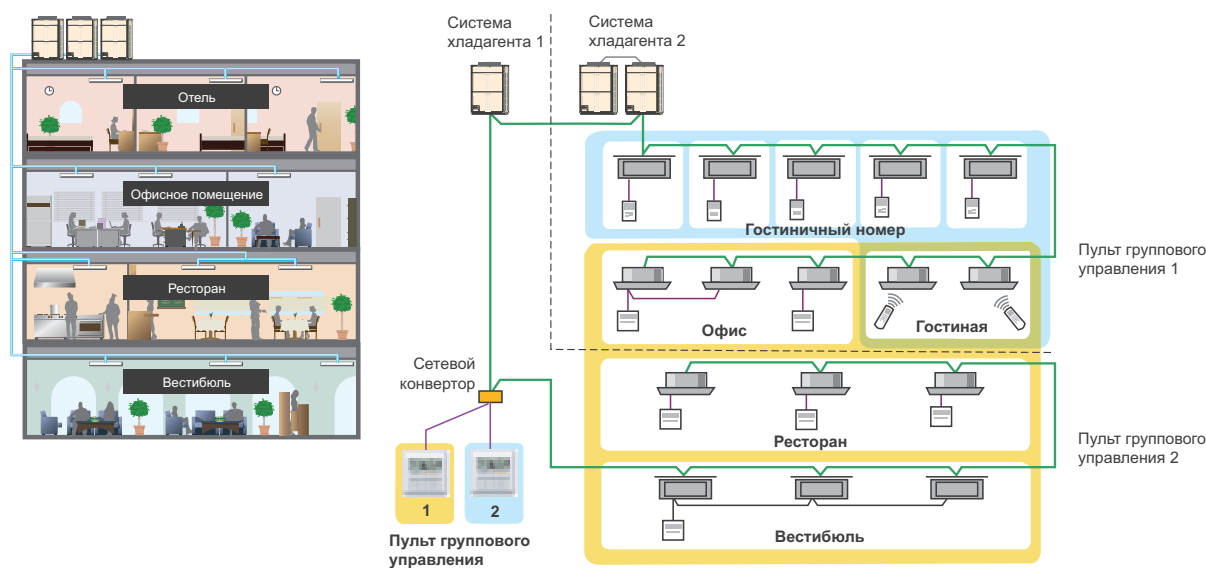 Отель
Офисное помещение
Ресторан
Вестибюль
Система
хладагента 1
Система
хладагента 2
Гостиничный номер
Пульт группового
управления 1
Офис
Гостиная
Сетевой
конвертор
Ресторан
Пульт группового
управления 2
1
2
Вестибюль
Пульт группового
управления